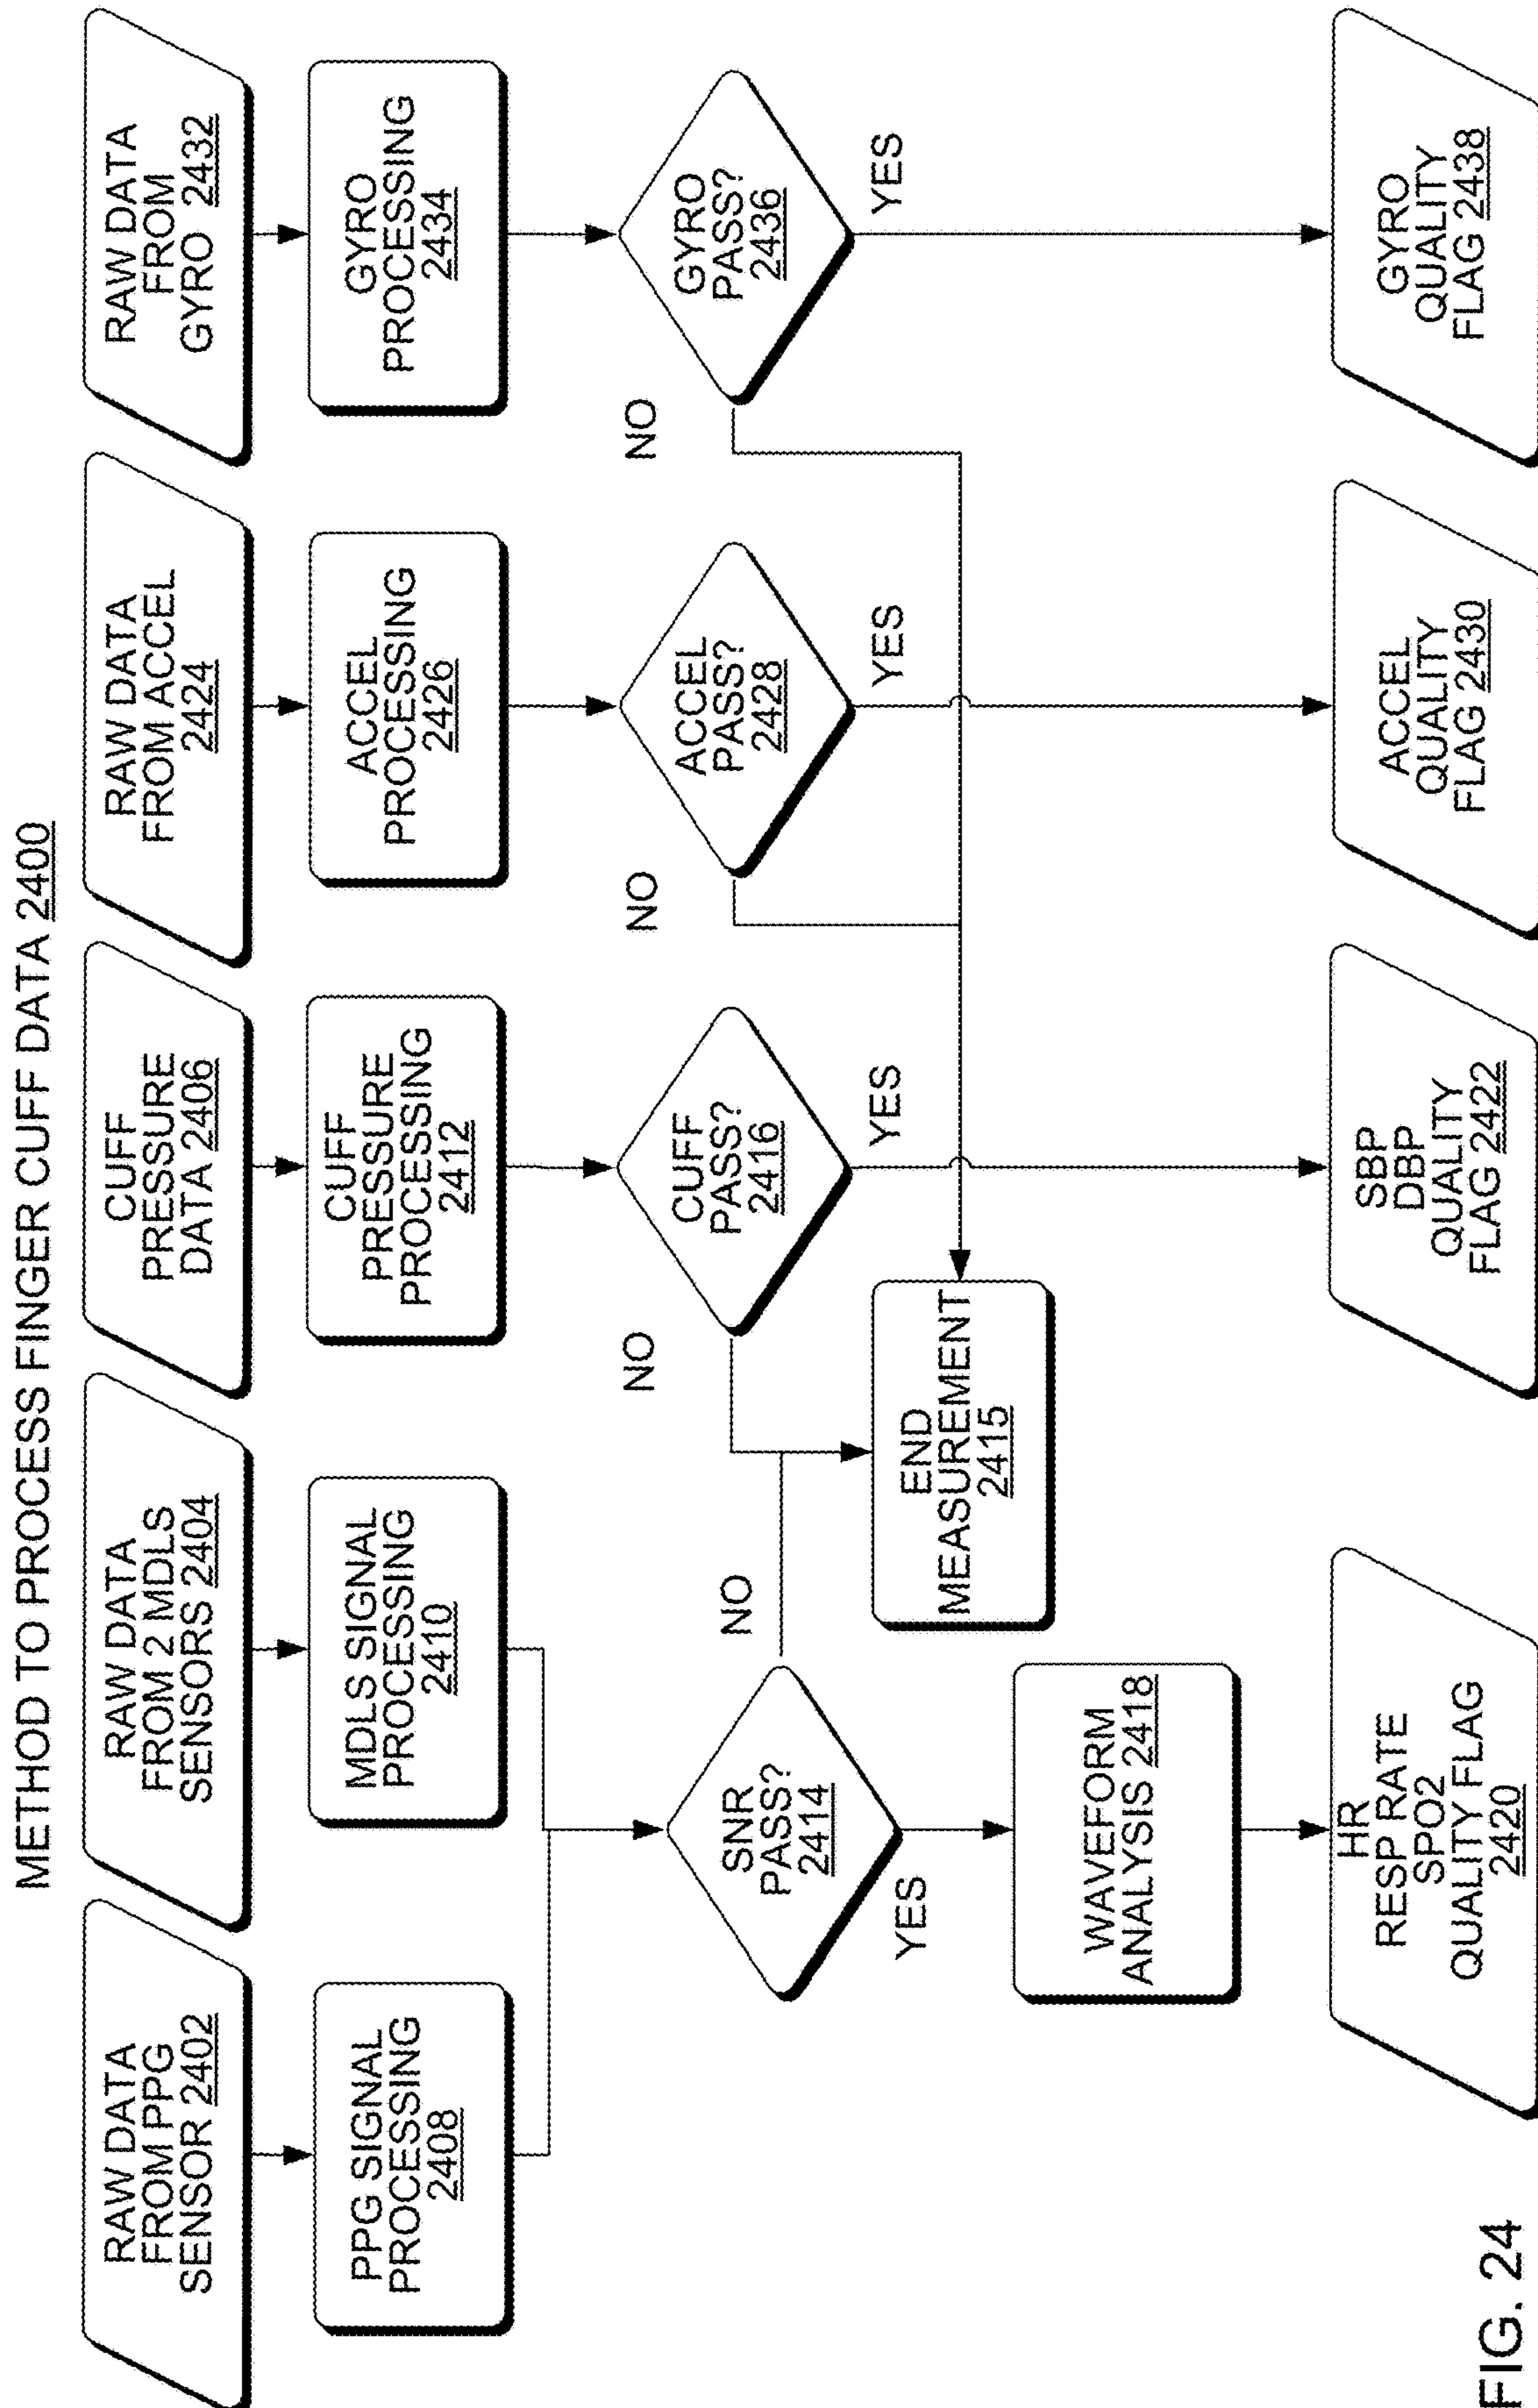 METHOD TO PROCESS FINGER CUFF DATA 2400
RAW DATA
FROM PPG
SENSOR 2402
RAW DATA
FROM 2 MDLS
SENSORS 2404
CUFF
PRESSURE
DATA 2406
RAW DATA
FROM ACCEL
2424
RAW DATA
FROM
GYRO 2432
PPG SIGNAL
PROCESSING
2408
MDLS SIGNAL
PROCESSING
2410
CUFF
PRESSURE
PROCESSING
2412
ACCEL
PROCESSING
2426
GYRO
PROCESSING
2434
SNR
PASS?
2414
NO
YES
CUFF
PASS?
2416
NO
YES
ACCEL
PASS?
2428
NO
YES
GYRO
PASS?
2436
NO
YES
END
MEASUREMENT
2415
WAVEFORM
ANALYSIS 2418
HR
RESP RATE
SPO2
QUALITY FLAG
2420
SBP
DBP
QUALITY
FLAG 2422
ACCEL
QUALITY
FLAG 2430
GYRO
QUALITY
FLAG 2438
FIG. 24